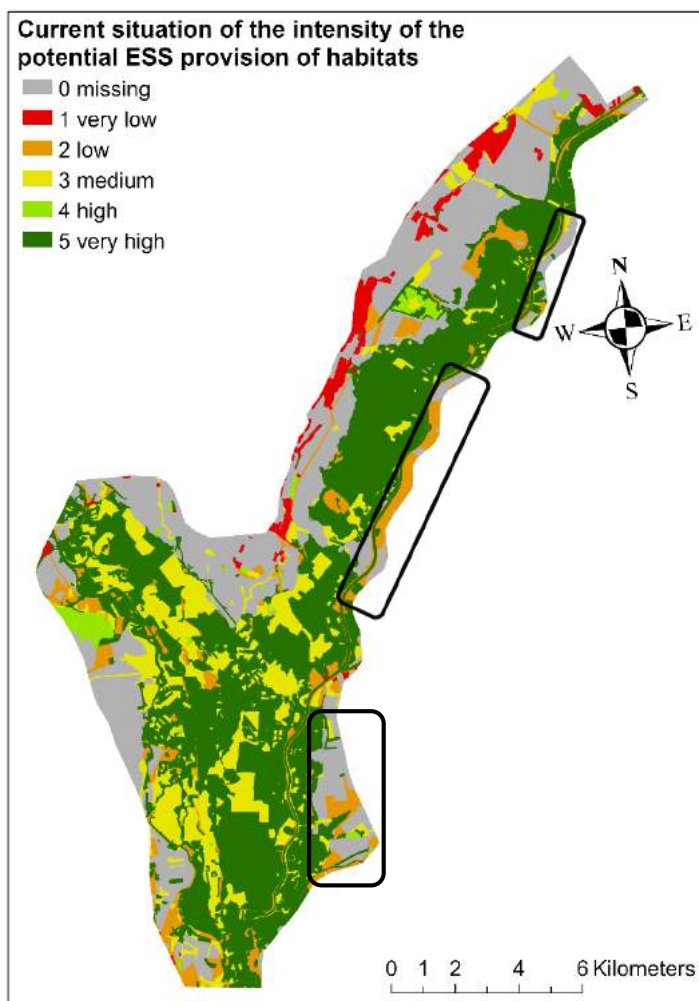 Current situation of the intensity of the
potential ESS provision of habitats
0 missing
1 very low
2 low
3 medium
4 high
5 very high
N
W E
S
0 1 2 4 6 Kilometers